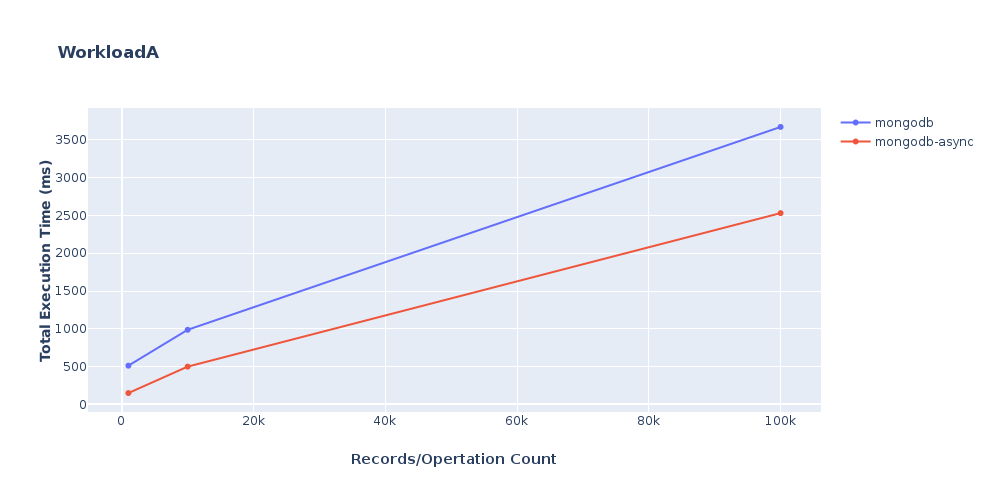 WorkloadA
mongodb
mongodb-async
Total Execution Time (ms)
3500
3000
2500
2000
1500
1000
500
0
0 20k 40k 60k 80k 100k
Records/Opertation Count